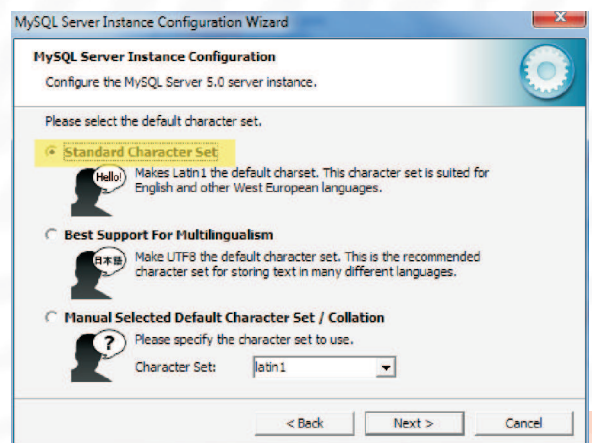 MySQL Server Instance Configuration Wizard
MySQL Server Instance Configuration
Configure the MySQL Server 5.0 server instance.
Please select the default character set.
Standard Character Set
Hello!
Makes Latin1 the default charset. This character set is suited for
English and other West European languages.
Best Support For Multilingualism
日本語
Make UTF8 the default character set. This is the recommended
character set for storing text in many different languages.
Manual Selected Default Character Set / Collation
?
Please specify the character set to use.
Character Set: latin1
< Back Next > Cancel